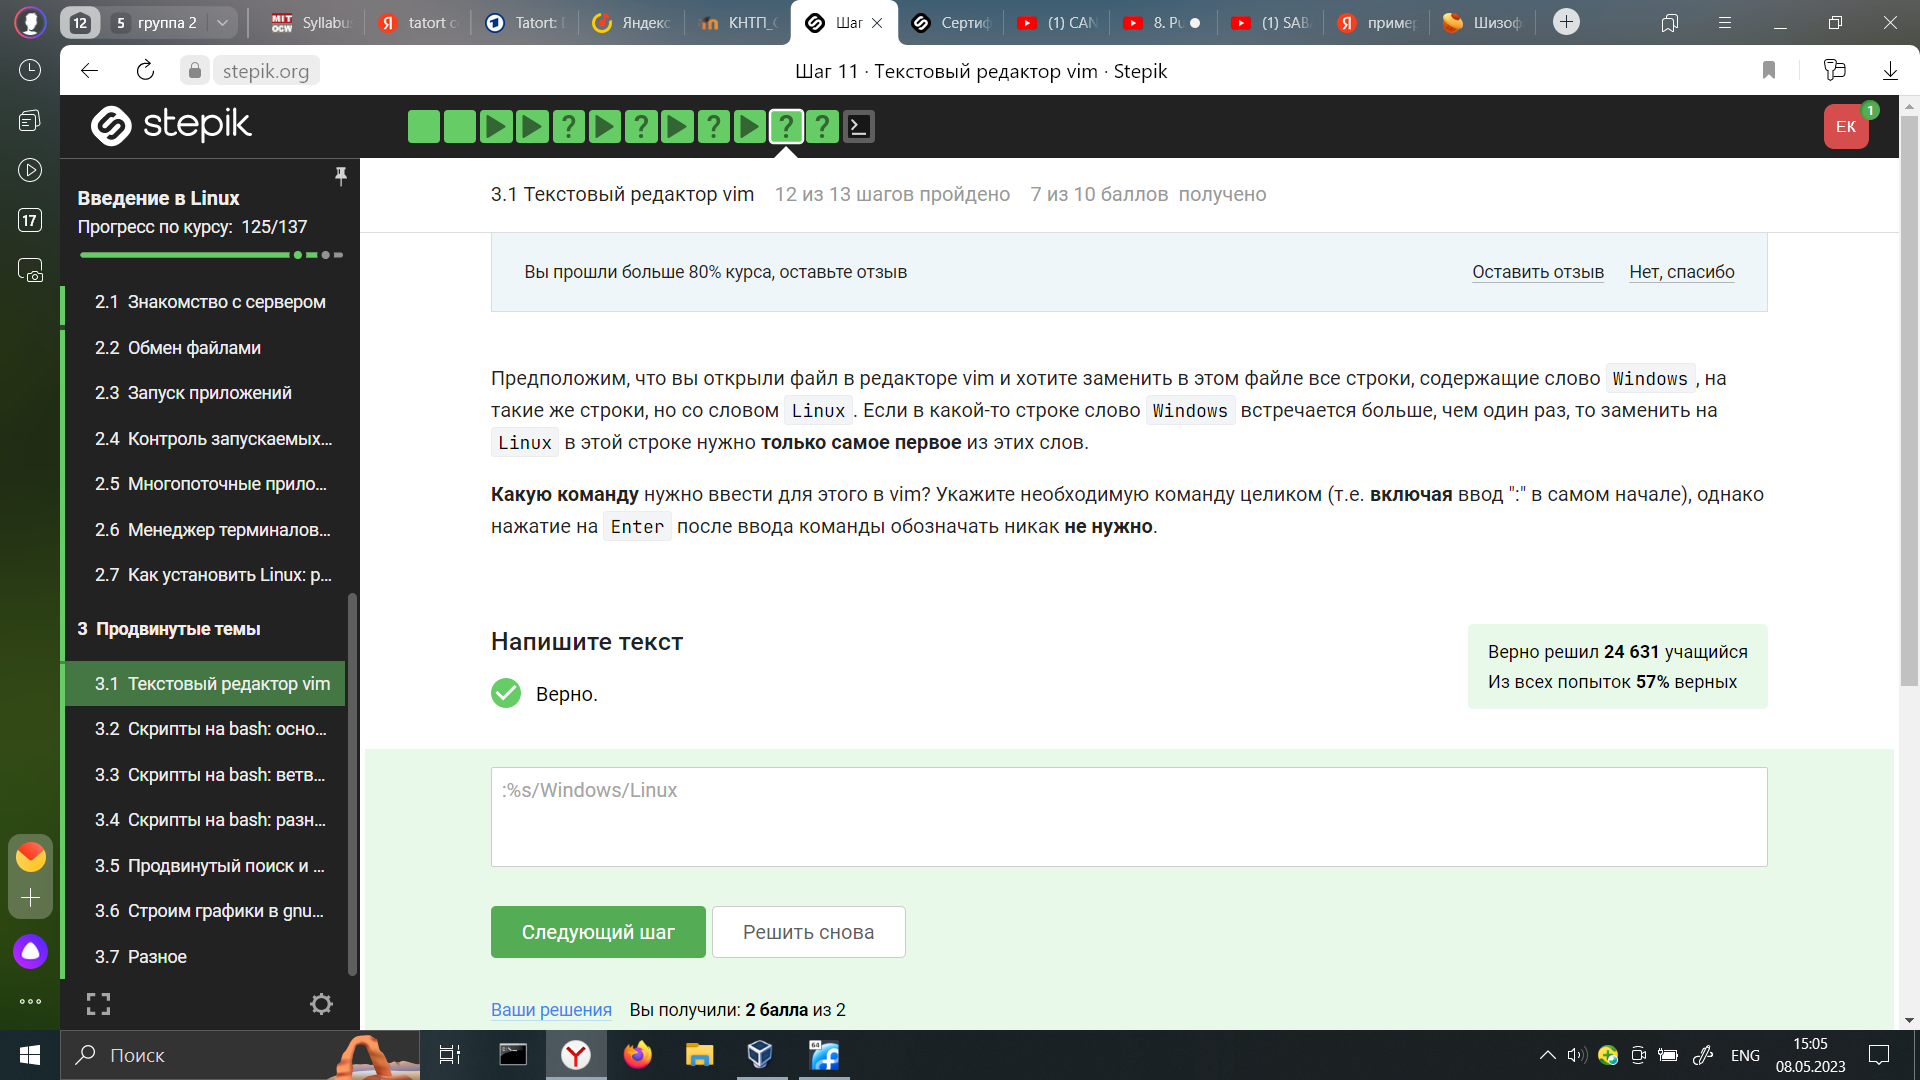 12
5 группа 2
MIT OCW Syllabu
tatort
Tatort:
Яндекс
КНТП_
Шаг
Сертиф
(1) CAN
8. Pu
(1) SAB
пример
Шизоф
stepik.org
Шаг 11 · Текстовый редактор vim · Stepik
17
stepik
? ? ? ? ?
ЕК
1
Введение в Linux
Прогресс по курсу: 125/137
2.1 Знакомство с сервером
2.2 Обмен файлами
2.3 Запуск приложений
2.4 Контроль запускаемых...
2.5 Многопоточные прило...
2.6 Менеджер терминалов...
2.7 Как установить Linux: р...
3 Продвинутые темы
3.1 Текстовый редактор vim
3.2 Скрипты на bash: осно...
3.3 Скрипты на bash: ветв...
3.4 Скрипты на bash: разн...
3.5 Продвинутый поиск и ...
3.6 Строим графики в gnu...
3.7 Разное
3.1 Текстовый редактор vim 12 из 13 шагов пройдено 7 из 10 баллов получено
Вы прошли больше 80% курса, оставьте отзыв Оставить отзыв Нет, спасибо
Предположим, что вы открыли файл в редакторе vim и хотите заменить в этом файле все строки, содержащие слово Windows , на
такие же строки, но со словом Linux . Если в какой-то строке слово Windows встречается больше, чем один раз, то заменить на
Linux в этой строке нужно только самое первое из этих слов.
Какую команду нужно ввести для этого в vim? Укажите необходимую команду целиком (т.е. включая ввод ":" в самом начале), однако
нажатие на Enter после ввода команды обозначать никак не нужно.
Напишите текст
Верно.
Верно решил 24 631 учащийся
Из всех попыток 57% верных
:%s/Windows/Linux
Следующий шаг Решить снова
Ваши решения Вы получили: 2 балла из 2
Поиск
64
ENG
15:05
08.05.2023